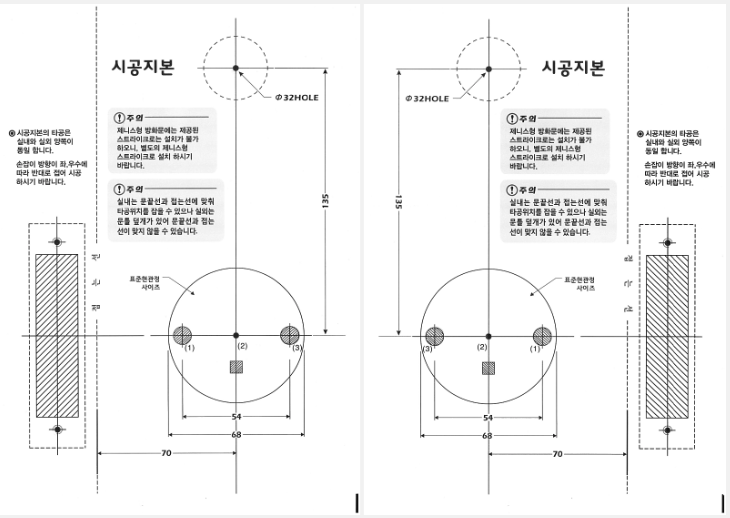 시공지본
Φ32HOLE
주의
제니스형 방화문에는 제공된
스트라이크로는 설치가 불가
하오니, 별도의 제니스형
스트라이크로 설치 하시기
바랍니다.
◉ 시공지본의 타공은
실내와 실외 양쪽이
동일 합니다.
손잡이 방향이 좌,우수에
따라 반대로 접어 시공
하시기 바랍니다.
주의
실내는 문끝선과 접는선에 맞춰
타공위치를 잡을 수 있으나 실외는
문틀 덮개가 있어 문끝선과 접는
선이 맞지 않을 수 있습니다.
135
접는선
표준현관정
사이즈
(1)
(2)
(3)
54
68
70
시공지본
Φ32HOLE
주의
제니스형 방화문에는 제공된
스트라이크로는 설치가 불가
하오니, 별도의 제니스형
스트라이크로 설치 하시기
바랍니다.
◉ 시공지본의 타공은
실내와 실외 양쪽이
동일 합니다.
손잡이 방향이 좌,우수에
따라 반대로 접어 시공
하시기 바랍니다.
주의
실내는 문끝선과 접는선에 맞춰
타공위치를 잡을 수 있으나 실외는
문틀 덮개가 있어 문끝선과 접는
선이 맞지 않을 수 있습니다.
135
접는선
표준현관정
사이즈
(3)
(2)
(1)
54
68
70